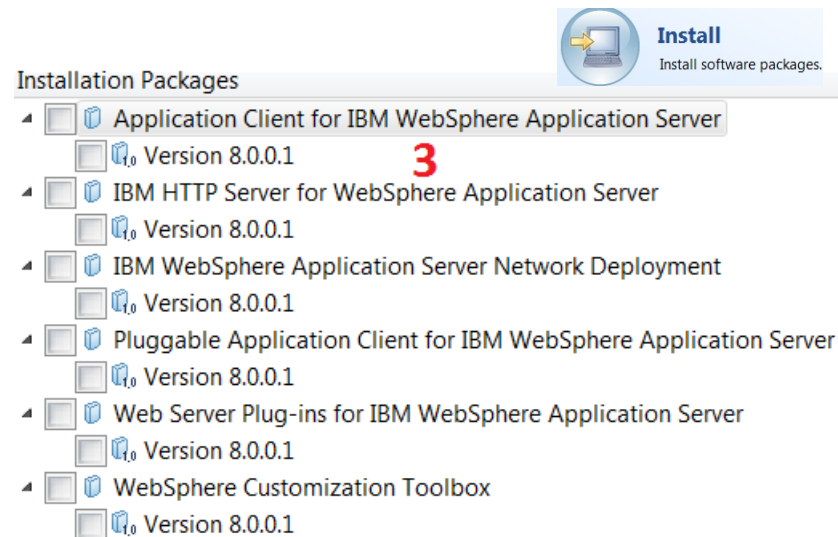 Install
Install software packages.
Installation Packages
Application Client for IBM WebSphere Application Server
Version 8.0.0.1
3
IBM HTTP Server for WebSphere Application Server
Version 8.0.0.1
IBM WebSphere Application Server Network Deployment
Version 8.0.0.1
Pluggable Application Client for IBM WebSphere Application Server
Version 8.0.0.1
Web Server Plug-ins for IBM WebSphere Application Server
Version 8.0.0.1
WebSphere Customization Toolbox
Version 8.0.0.1